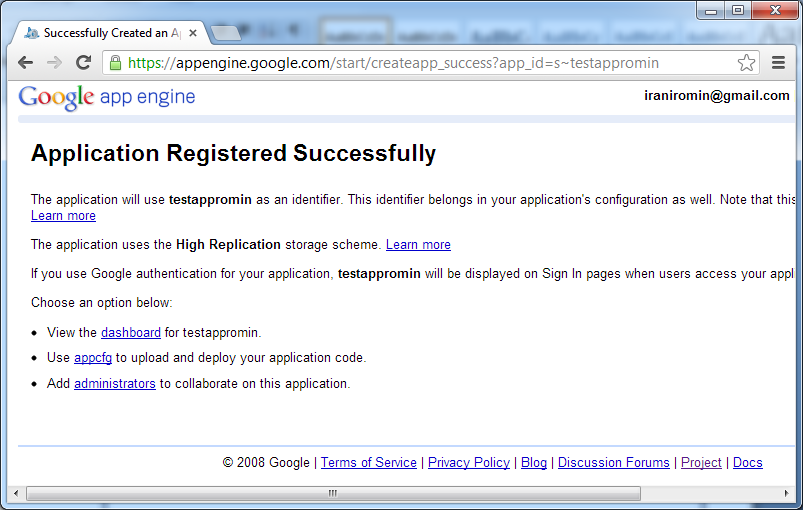 Successfully Created an Ap
https://appengine.google.com/start/createapp_success?app_id=s~testappromin
Google app engine
iraniromin@gmail.com
Application Registered Successfully
The application will use testappromin as an identifier. This identifier belongs in your application's configuration as well. Note that this
Learn more
The application uses the High Replication storage scheme. Learn more
If you use Google authentication for your application, testappromin will be displayed on Sign In pages when users access your appl
Choose an option below:
• View the dashboard for testappromin.
• Use appcfg to upload and deploy your application code.
• Add administrators to collaborate on this application.
© 2008 Google | Terms of Service | Privacy Policy | Blog | Discussion Forums | Project | Docs